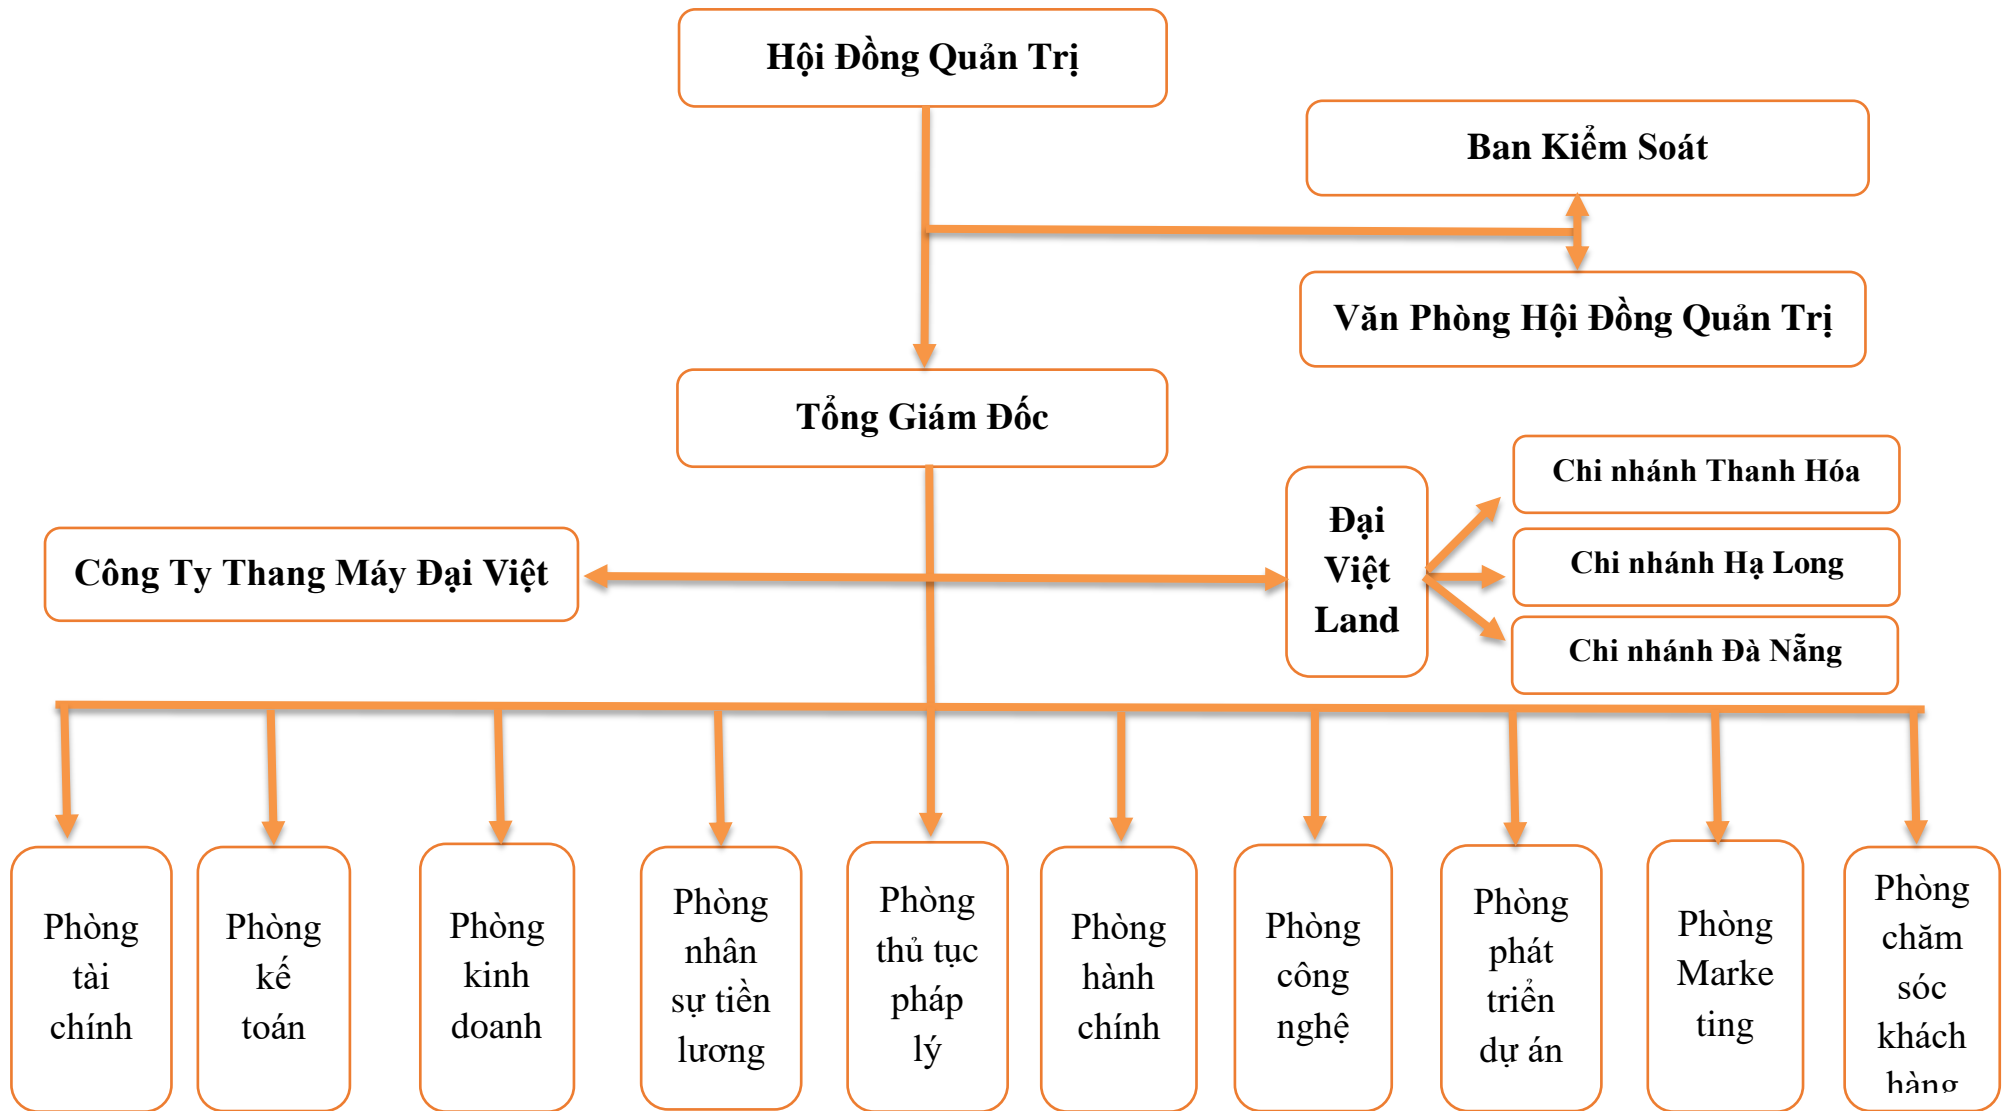 Hội Đồng Quản Trị
Ban Kiểm Soát
Văn Phòng Hội Đồng Quản Trị
Tổng Giám Đốc
Công Ty Thang Máy Đại Việt
Đại
Việt
Land
Chi nhánh Thanh Hóa
Chi nhánh Hạ Long
Chi nhánh Đà Nẵng
Phòng
tài
chính
Phòng
kế
toán
Phòng
kinh
doanh
Phòng
nhân
sự tiền
lương
Phòng
thủ tục
pháp
lý
Phòng
hành
chính
Phòng
công
nghệ
Phòng
phát
triển
dự án
Phòng
Marke
ting
Phòng
chăm
sóc
khách
hàng